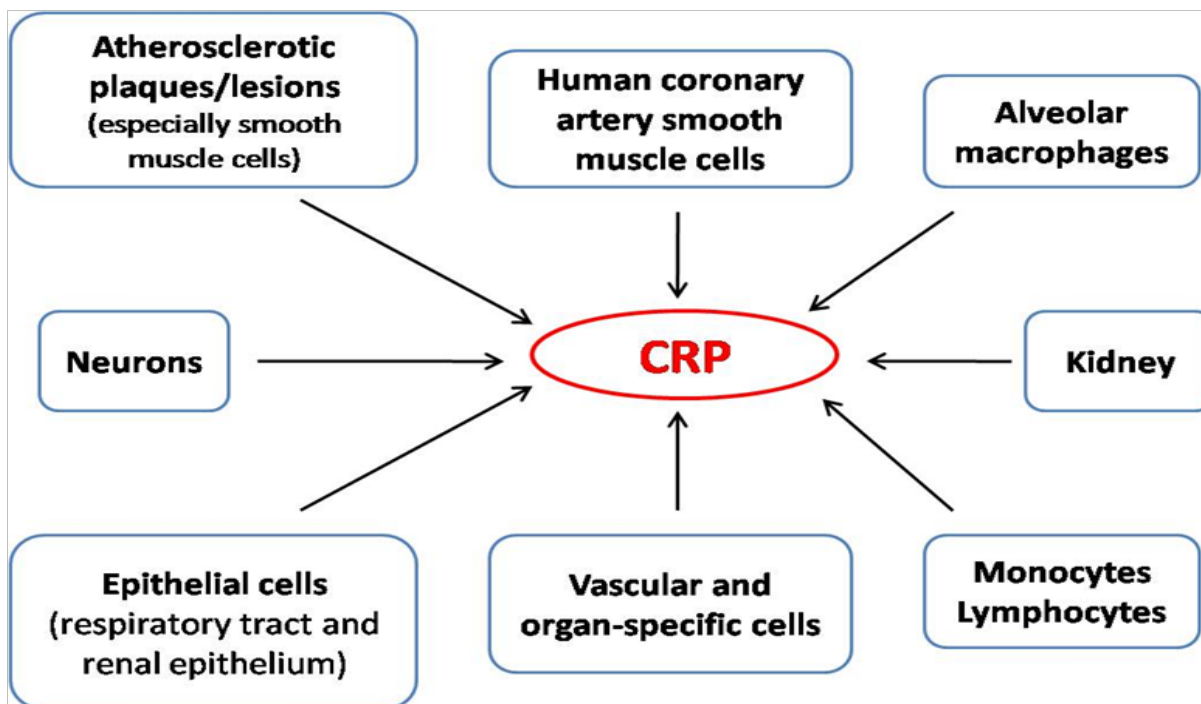 Atherosclerotic
plaques/lesions
(especially smooth
muscle cells)
Human coronary
artery smooth
muscle cells
Alveolar
macrophages
Neurons
CRP
Kidney
Epithelial cells
(respiratory tract and
renal epithelium)
Vascular and
organ-specific cells
Monocytes
Lymphocytes